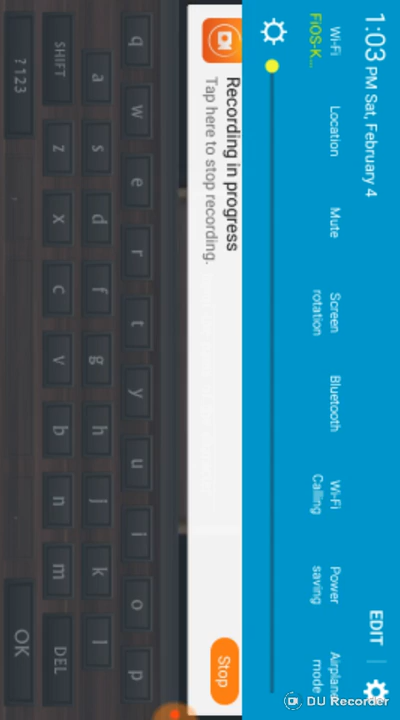 1:03 PM Sat, February 4
EDIT
Wi-Fi
FiOS-K...
Location
Mute
Screen
rotation
Bluetooth
Wi-Fi
Calling
Power
saving
Airplane
mode
Recording in progress
Tap here to stop recording.
Stop
q w e r t y u i o p
a s d f g h j k l
SHIFT z x c v b n m DEL
?123 , . OK
DU Recorder